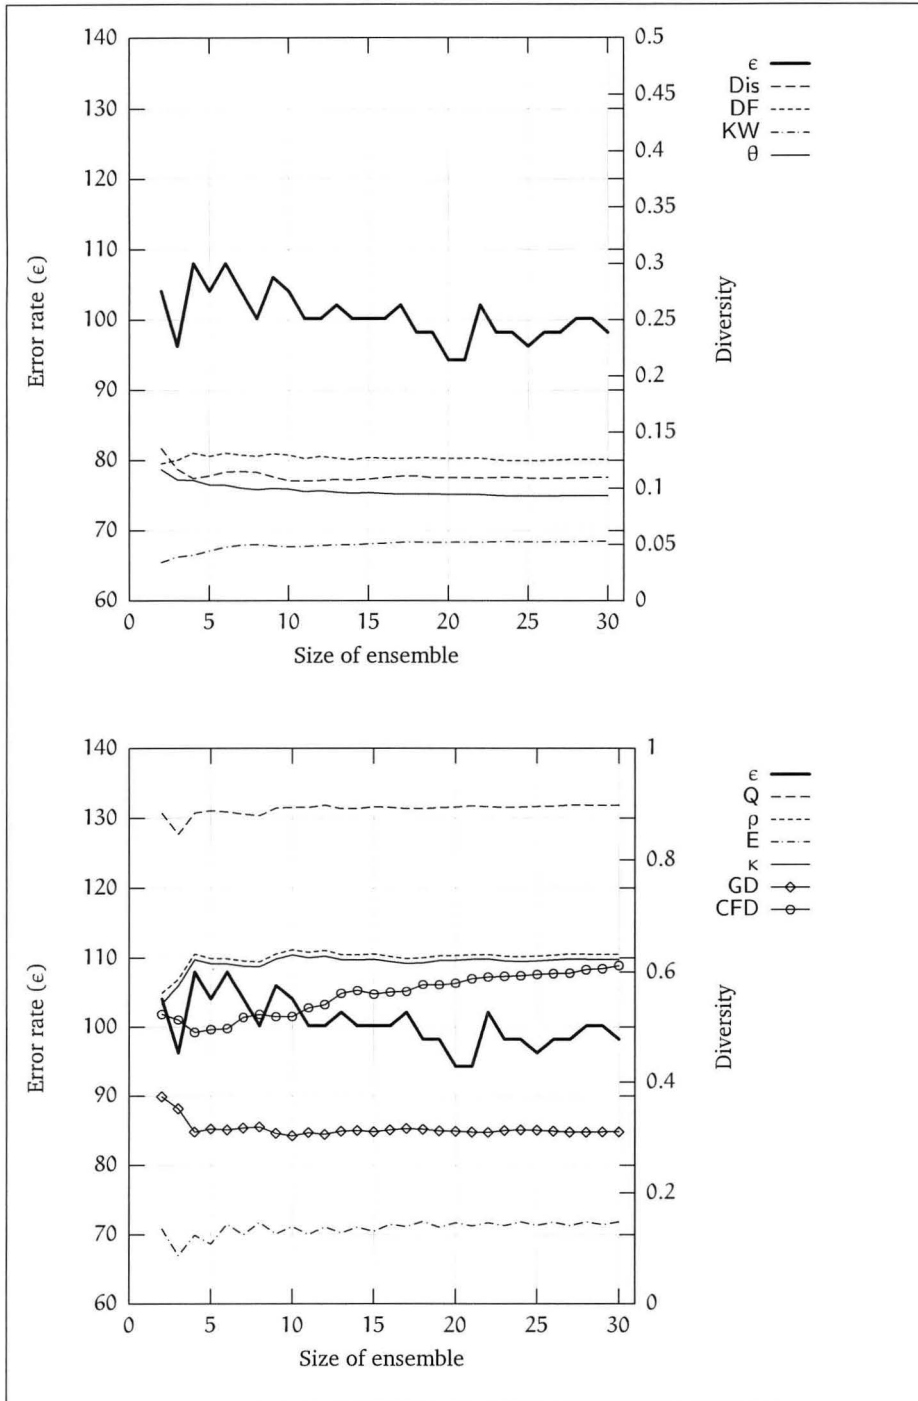 140
130
120
110
100
90
80
70
60
0
5
10
15
20
25
30
0.5
0.45
0.4
0.35
0.3
0.25
0.2
0.15
0.1
0.05
0
Error rate (ϵ)
Diversity
Size of ensemble
ϵ
Dis
DF
KW
θ
140
130
120
110
100
90
80
70
60
0
5
10
15
20
25
30
1
0.8
0.6
0.4
0.2
0
Error rate (ϵ)
Diversity
Size of ensemble
ϵ
Q
ρ
E
κ
GD
CFD